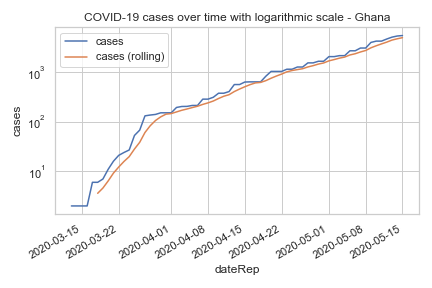 COVID-19 cases over time with logarithmic scale - Ghana
cases
cases (rolling)
cases
10³
10²
10¹
2020-03-15
2020-03-22
2020-04-01
2020-04-08
2020-04-15
2020-04-22
2020-05-01
2020-05-08
2020-05-15
dateRep